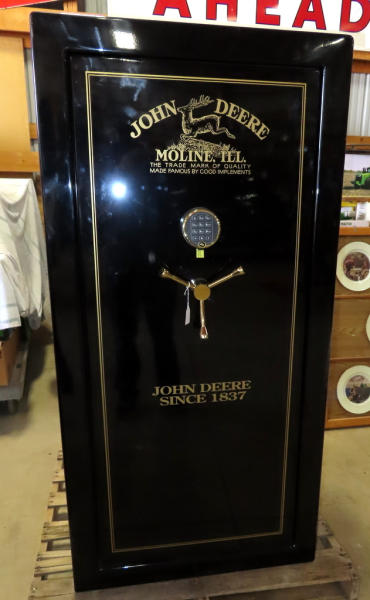 AHEAD
JOHN DEERE
MOLINE, ILL.
THE TRADE MARK OF QUALITY
MADE FAMOUS BY GOOD IMPLEMENTS
JOHN DEERE
SINCE 1837